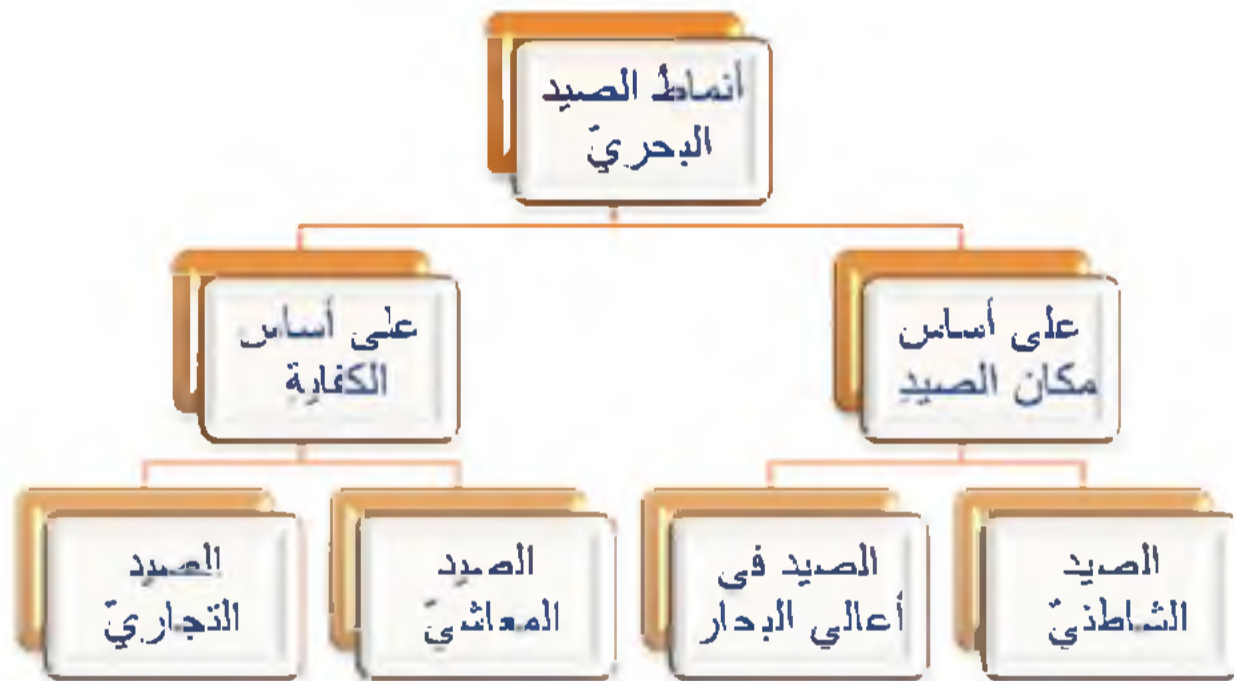 أنماط الصيد
البحريّ
على أساس
مكان الصيد
على أساس
الكفاية
الصيد
الشاطئيّ
الصيد في
أعالي البحار
الصيد
المعاشيّ
الصيد
التجاريّ